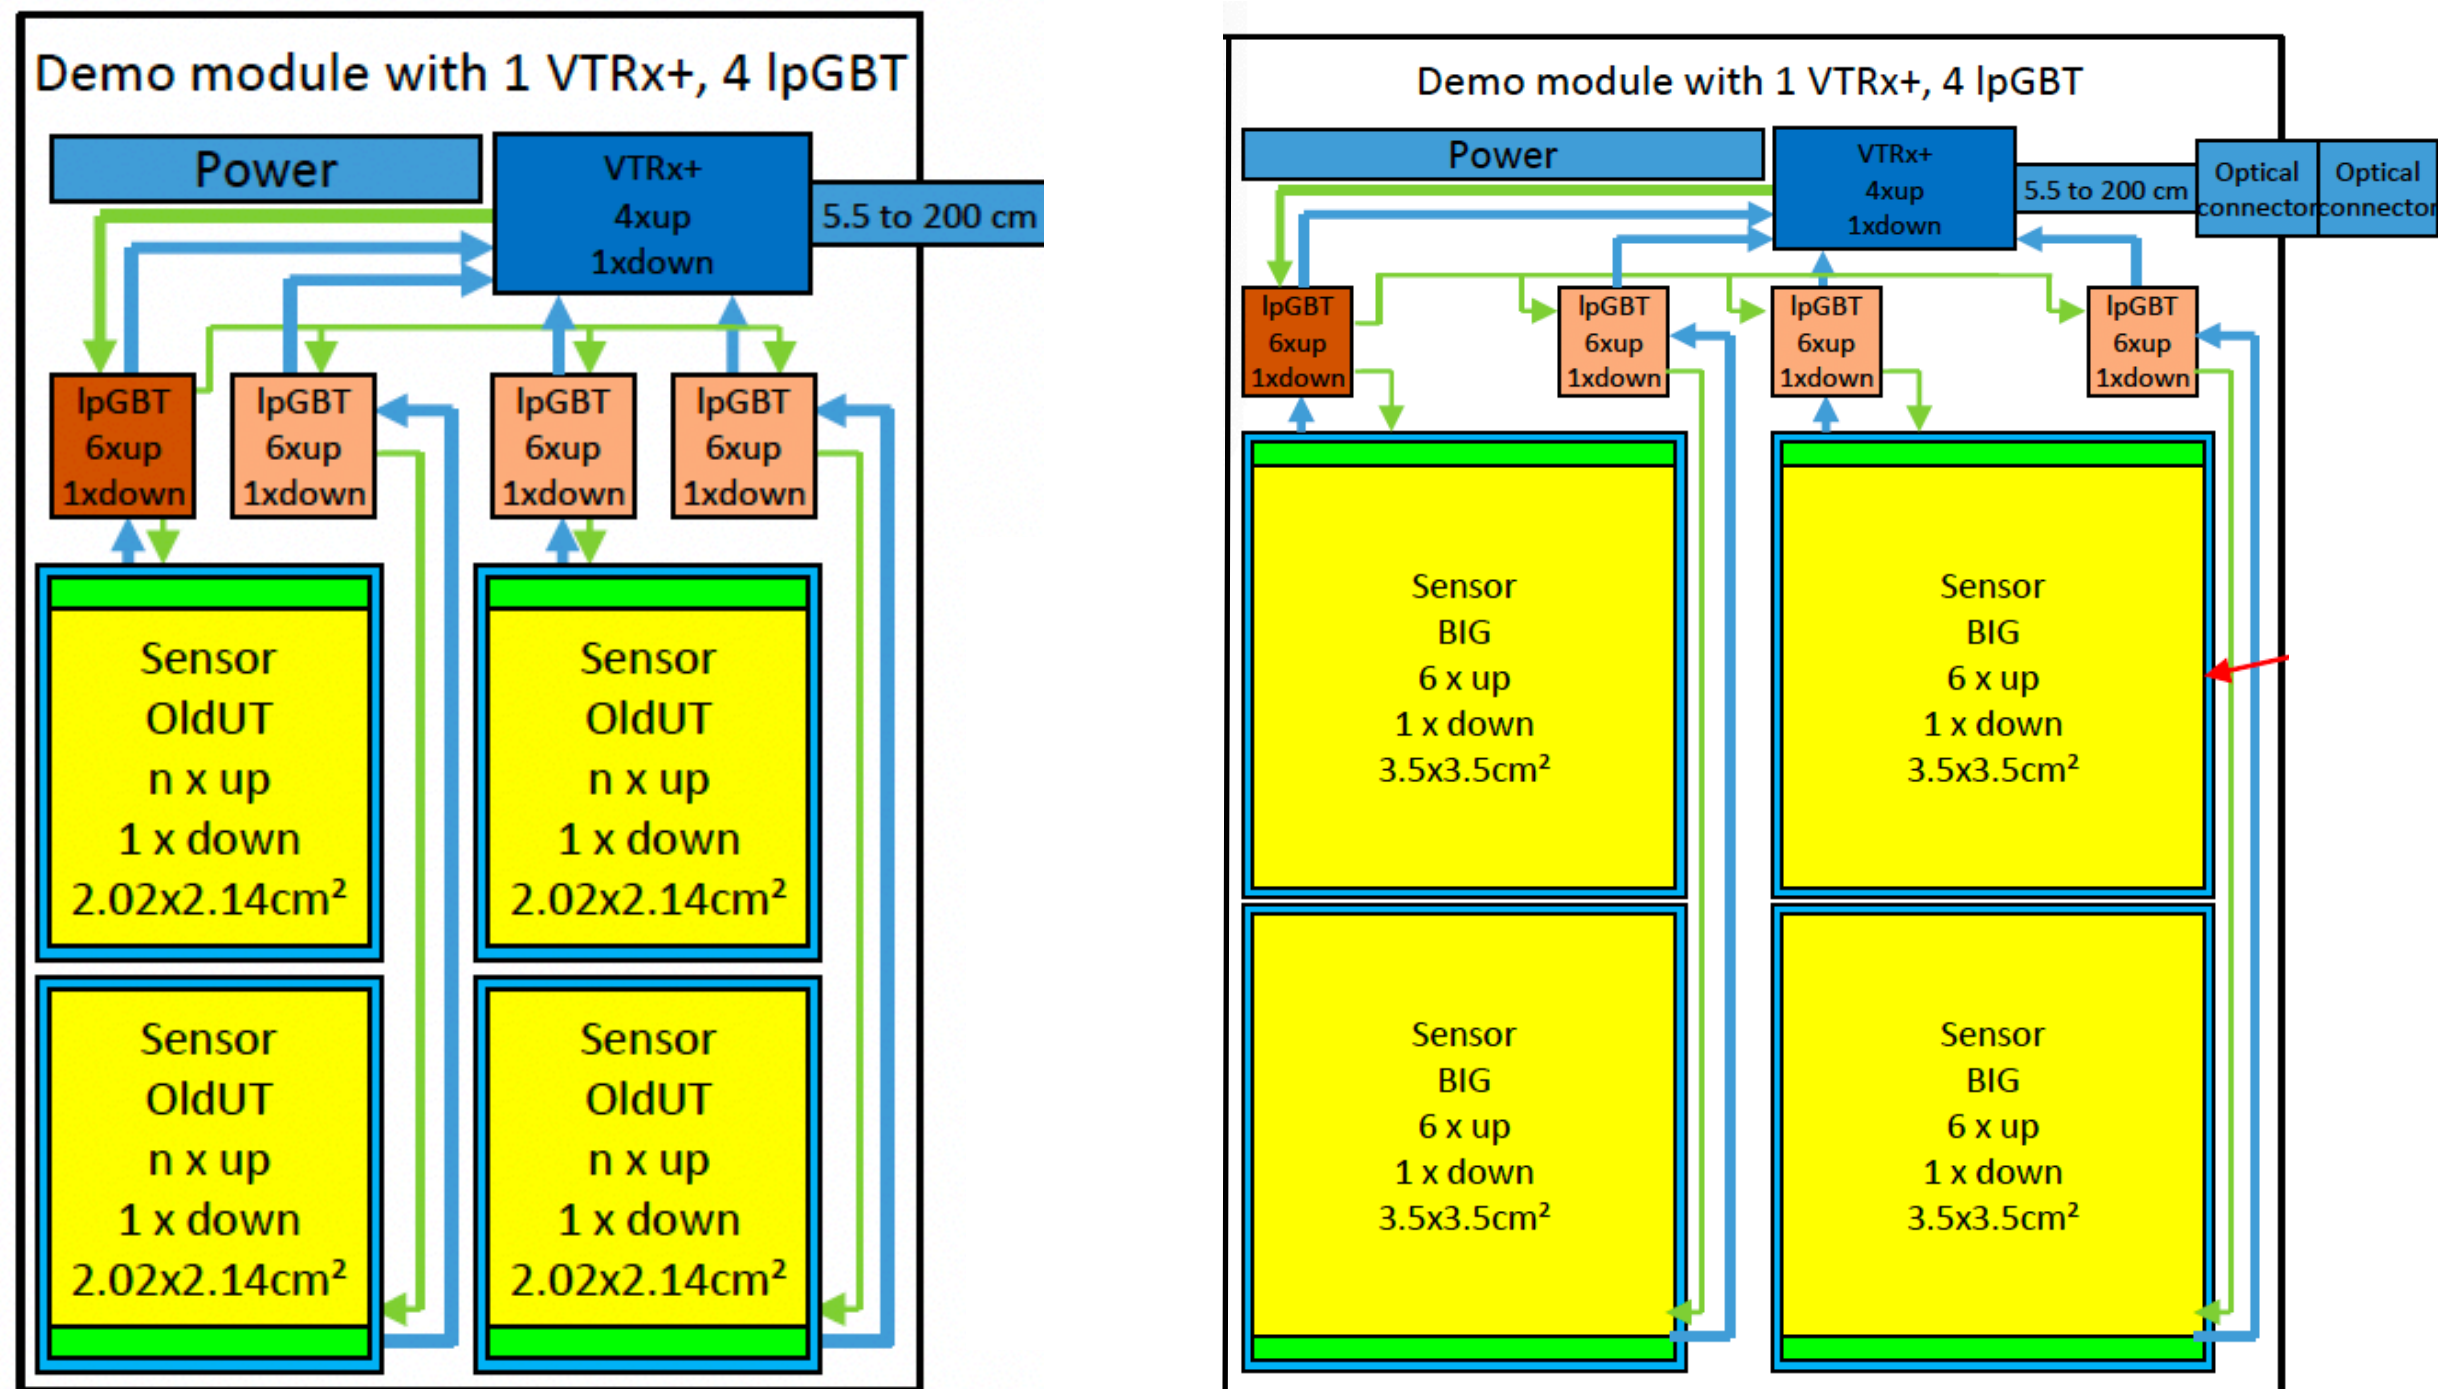 Demo module with 1 VTRx+, 4 lpGBT
Power
VTRx+
4xup
1xdown
5.5 to 200 cm
lpGBT
6xup
1xdown
lpGBT
6xup
1xdown
lpGBT
6xup
1xdown
lpGBT
6xup
1xdown
Sensor
OldUT
n x up
1 x down
2.02x2.14cm²
Sensor
OldUT
n x up
1 x down
2.02x2.14cm²
Sensor
OldUT
n x up
1 x down
2.02x2.14cm²
Sensor
OldUT
n x up
1 x down
2.02x2.14cm²
Demo module with 1 VTRx+, 4 lpGBT
Power
VTRx+
4xup
1xdown
5.5 to 200 cm
Optical
connector
Optical
connector
lpGBT
6xup
1xdown
lpGBT
6xup
1xdown
lpGBT
6xup
1xdown
lpGBT
6xup
1xdown
Sensor
BIG
6 x up
1 x down
3.5x3.5cm²
Sensor
BIG
6 x up
1 x down
3.5x3.5cm²
Sensor
BIG
6 x up
1 x down
3.5x3.5cm²
Sensor
BIG
6 x up
1 x down
3.5x3.5cm²